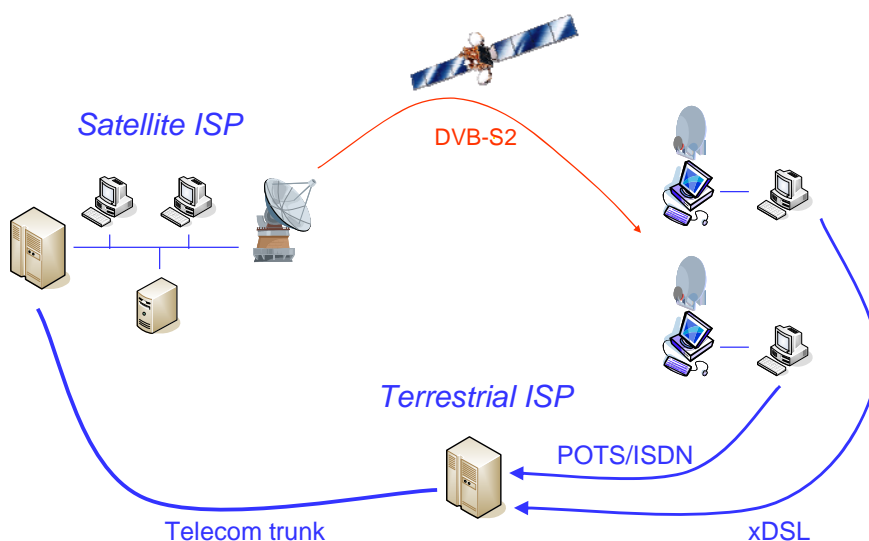 Satellite ISP
DVB-S2
Terrestrial ISP
POTS/ISDN
Telecom trunk
xDSL